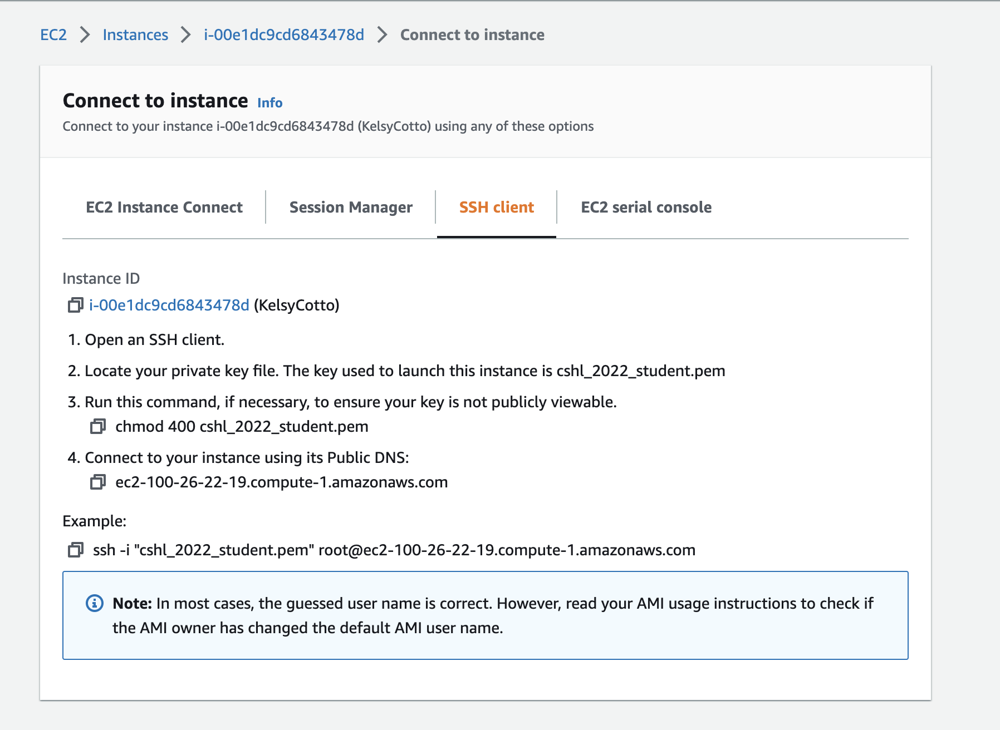 EC2 > Instances > i-00e1dc9cd6843478d > Connect to instance
Connect to instance Info
Connect to your instance i-00e1dc9cd6843478d (KelsyCotto) using any of these options
EC2 Instance Connect Session Manager SSH client EC2 serial console
Instance ID
i-00e1dc9cd6843478d (KelsyCotto)
1. Open an SSH client.
2. Locate your private key file. The key used to launch this instance is cshl_2022_student.pem
3. Run this command, if necessary, to ensure your key is not publicly viewable.
chmod 400 cshl_2022_student.pem
4. Connect to your instance using its Public DNS:
ec2-100-26-22-19.compute-1.amazonaws.com
Example:
ssh -i "cshl_2022_student.pem" root@ec2-100-26-22-19.compute-1.amazonaws.com
Note: In most cases, the guessed user name is correct. However, read your AMI usage instructions to check if
the AMI owner has changed the default AMI user name.